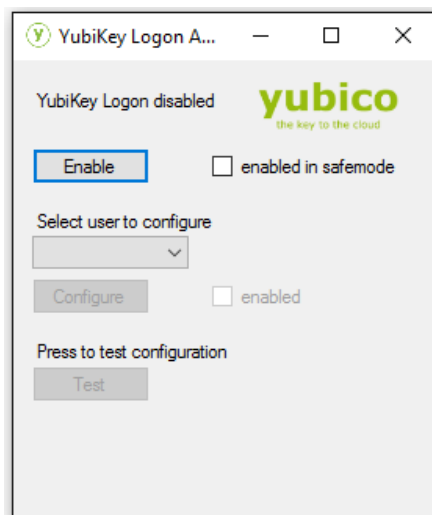 YubiKey Logon A...
YubiKey Logon disabled
yubico
the key to the cloud
Enable
enabled in safemode
Select user to configure
Configure
enabled
Press to test configuration
Test